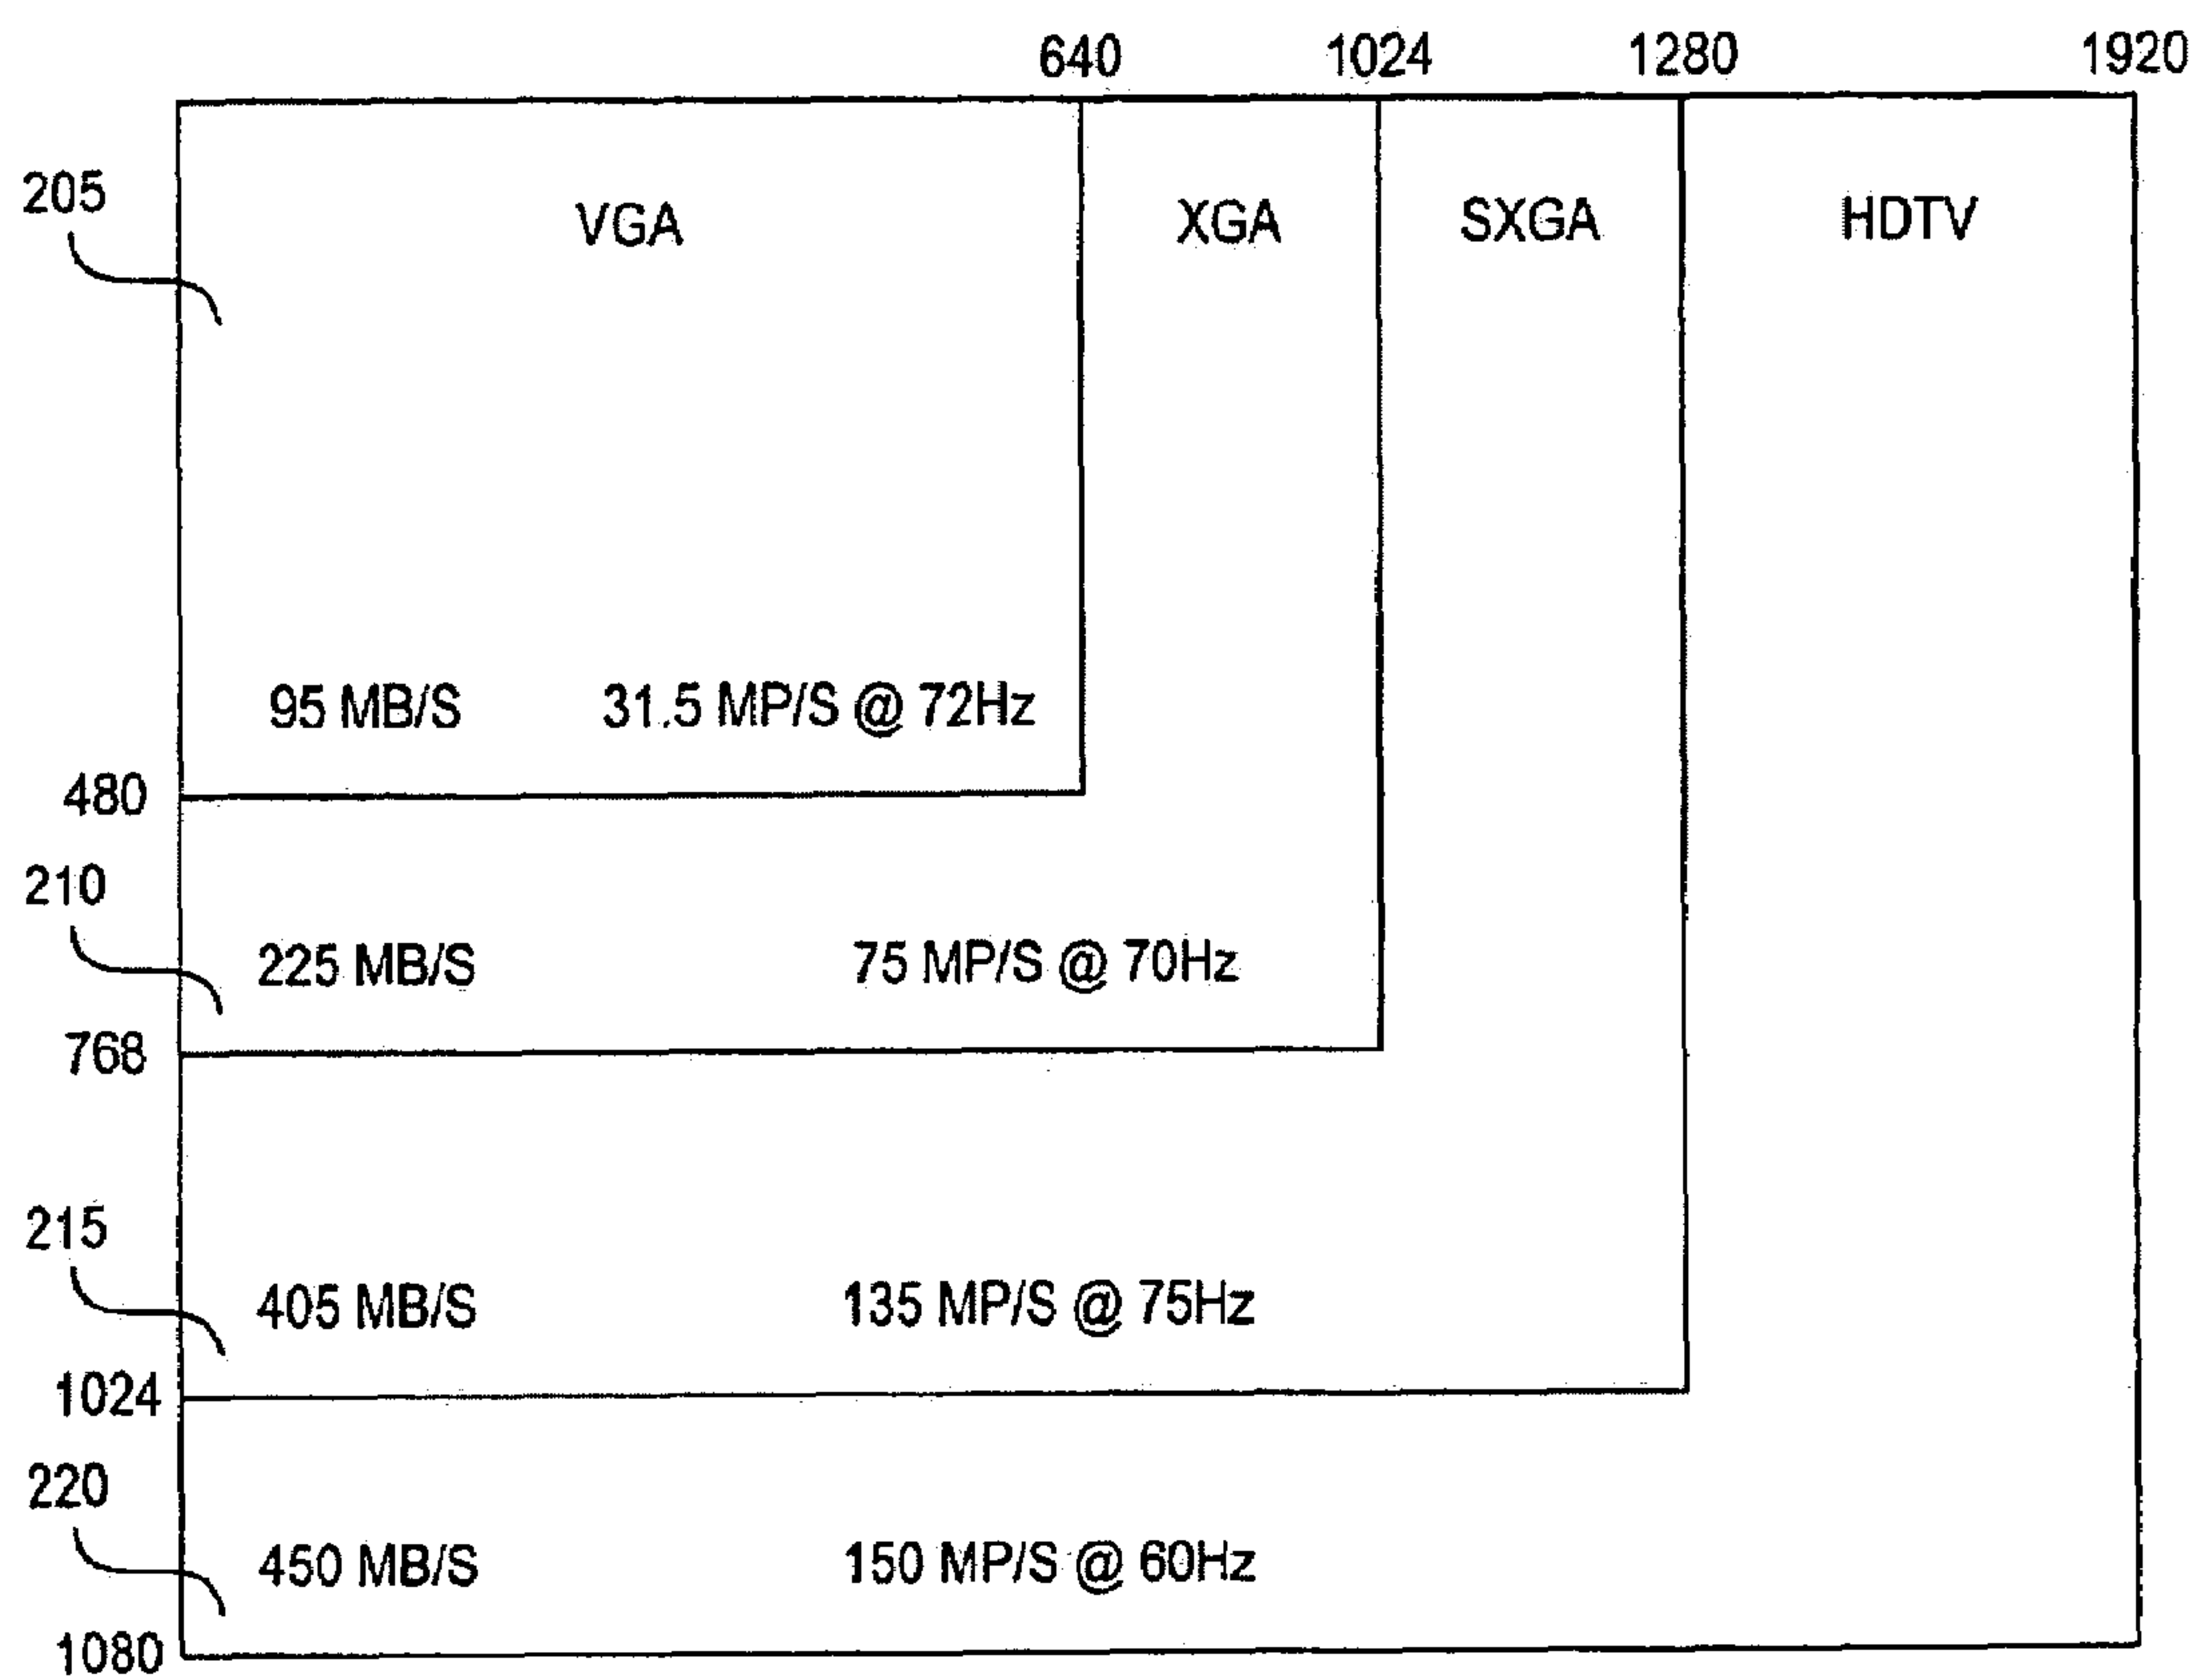 640 1024 1280 1920
205 VGA XGA SXGA HDTV
95 MB/S 31.5 MP/S @ 72Hz
480
210
225 MB/S 75 MP/S @ 70Hz
768
215
405 MB/S 135 MP/S @ 75Hz
1024
220
450 MB/S 150 MP/S @ 60Hz
1080